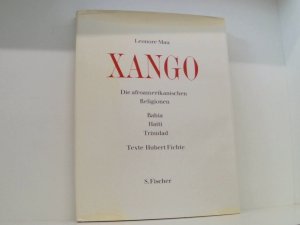 Leonore Mau
XANGO
Die afroamerikanischen
Religionen
Bahia
Haiti
Trinidad
Texte Hubert Fichte
S. Fischer